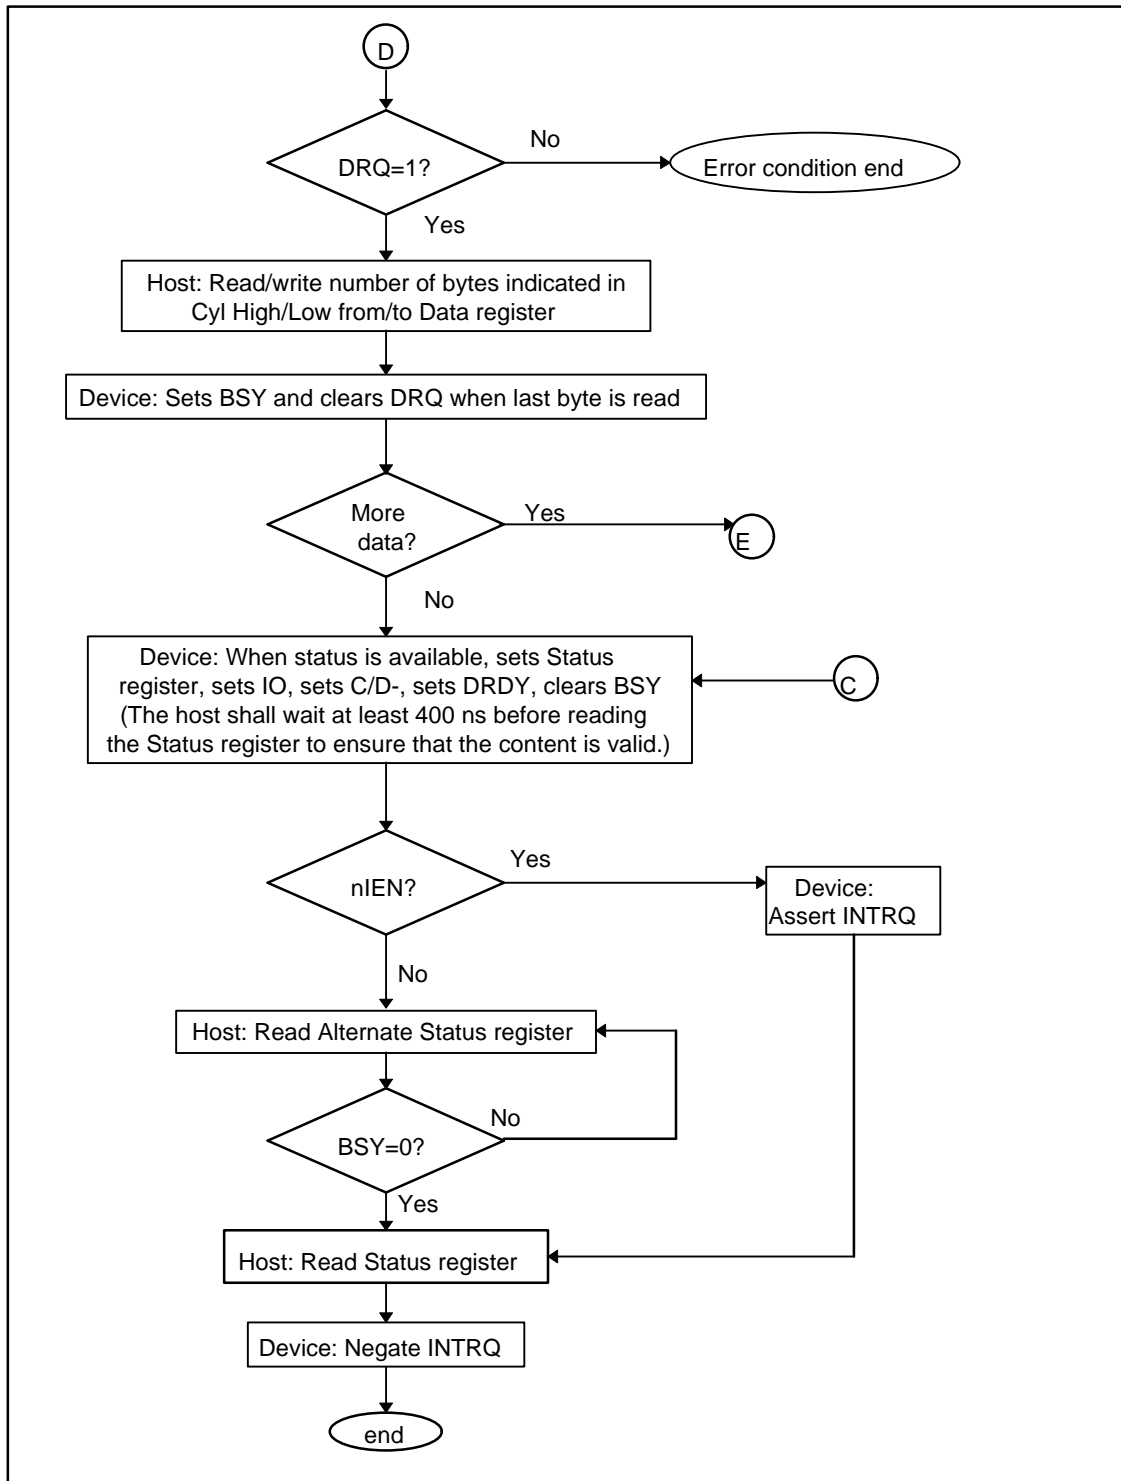 D
DRQ=1?
No
Error condition end
Yes
Host: Read/write number of bytes indicated in
Cyl High/Low from/to Data register
Device: Sets BSY and clears DRQ when last byte is read
More
data?
Yes
E
No
Device: When status is available, sets Status
register, sets IO, sets C/D-, sets DRDY, clears BSY
(The host shall wait at least 400 ns before reading
the Status register to ensure that the content is valid.)
C
nIEN?
Yes
Device:
Assert INTRQ
No
Host: Read Alternate Status register
BSY=0?
No
Yes
Host: Read Status register
Device: Negate INTRQ
end